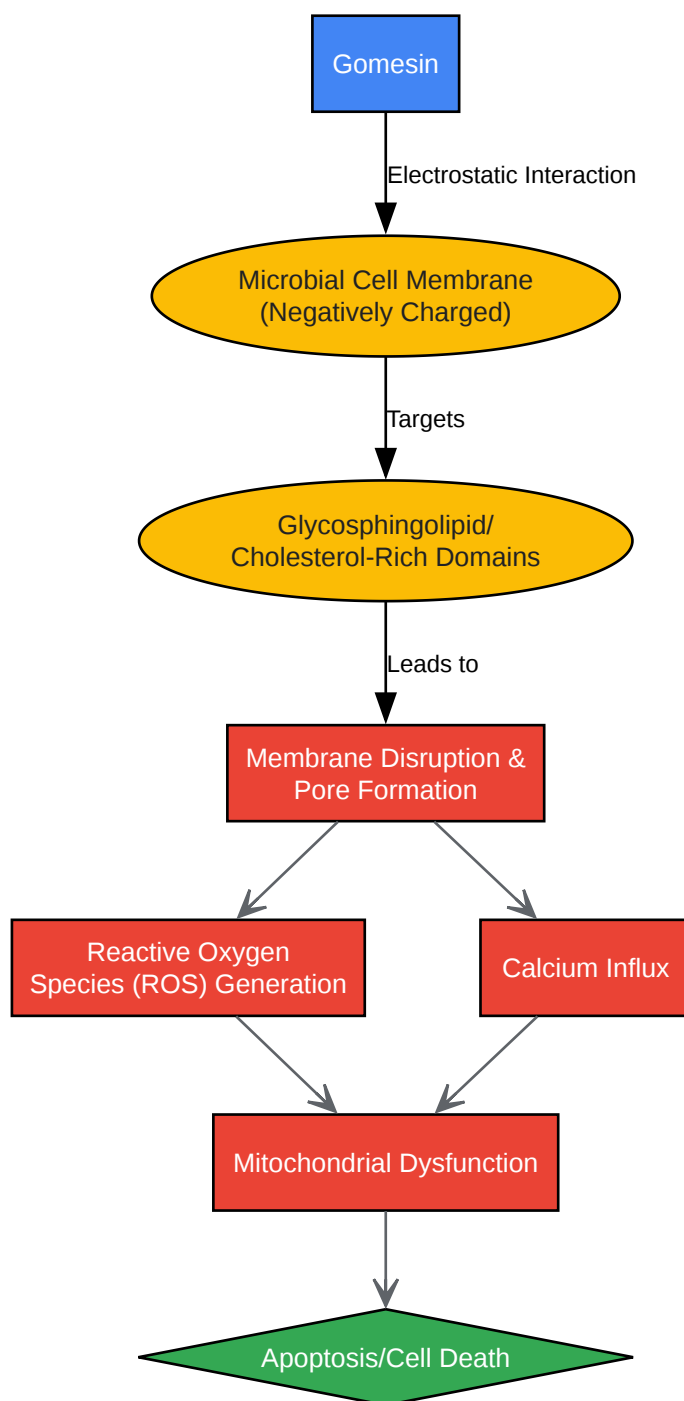 Gomesin
Electrostatic Interaction
Microbial Cell Membrane
(Negatively Charged)
Targets
Glycosphingolipid/
Cholesterol-Rich Domains
Leads to
Membrane Disruption &
Pore Formation
Reactive Oxygen
Species (ROS) Generation
Calcium Influx
Mitochondrial Dysfunction
Apoptosis/Cell Death